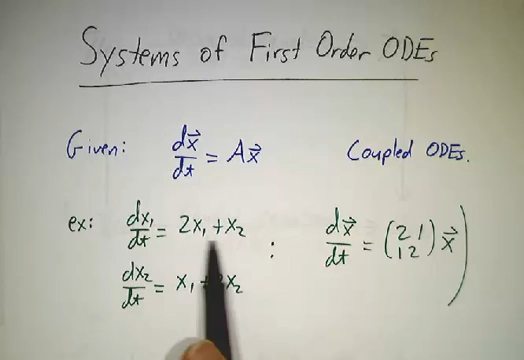 Systems of First Order ODEs
Given: dx⃗/dt = Ax⃗ Coupled ODEs.
ex: dx₁/dt = 2x₁+x₂ : dx⃗/dt = (2 1
1 2) x⃗
dx₂/dt = x₁ + x₂